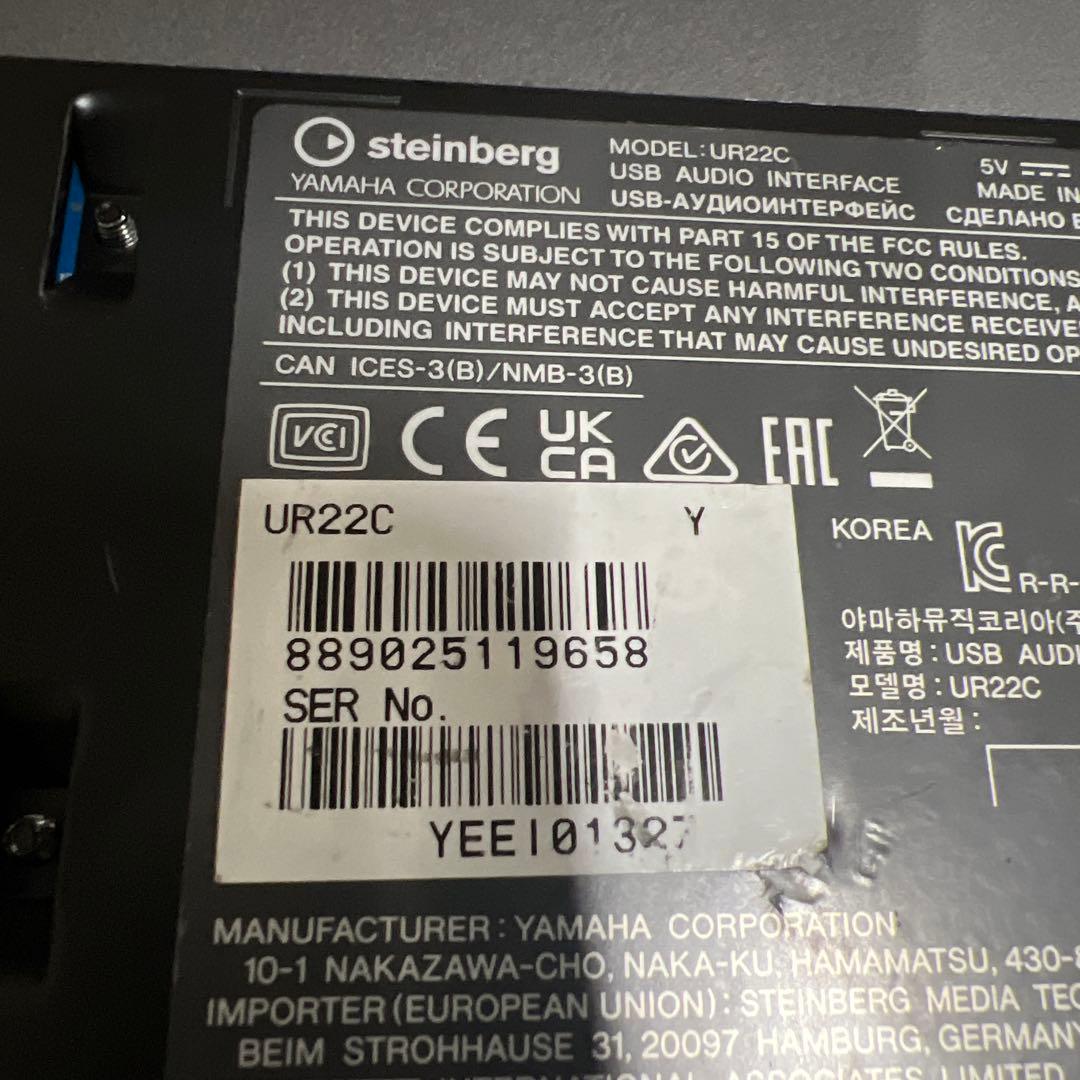 steinberg
YAMAHA CORPORATION
MODEL:UR22C
USB AUDIO INTERFACE
USB-АУДИОИНТЕРФЕЙС
5V
MADE IN
СДЕЛАНО В
THIS DEVICE COMPLIES WITH PART 15 OF THE FCC RULES.
OPERATION IS SUBJECT TO THE FOLLOWING TWO CONDITIONS
(1) THIS DEVICE MAY NOT CAUSE HARMFUL INTERFERENCE, A
(2) THIS DEVICE MUST ACCEPT ANY INTERFERENCE RECEIVE
INCLUDING INTERFERENCE THAT MAY CAUSE UNDESIRED OP
CAN ICES-3(B)/NMB-3(B)
VCI
CE
UK
CA
EAC
UR22C Y
889025119658
SER No.
YEEI01327
KOREA
R-R-
야마하뮤직코리아(주
제품명:USB AUDI
모델명:UR22C
제조년월:
MANUFACTURER: YAMAHA CORPORATION
10-1 NAKAZAWA-CHO, NAKA-KU, HAMAMATSU, 430-8
IMPORTER (EUROPEAN UNION): STEINBERG MEDIA TEC
BEIM STROHHAUSE 31, 20097 HAMBURG, GERMANY
ASSOCIATES LIMITED